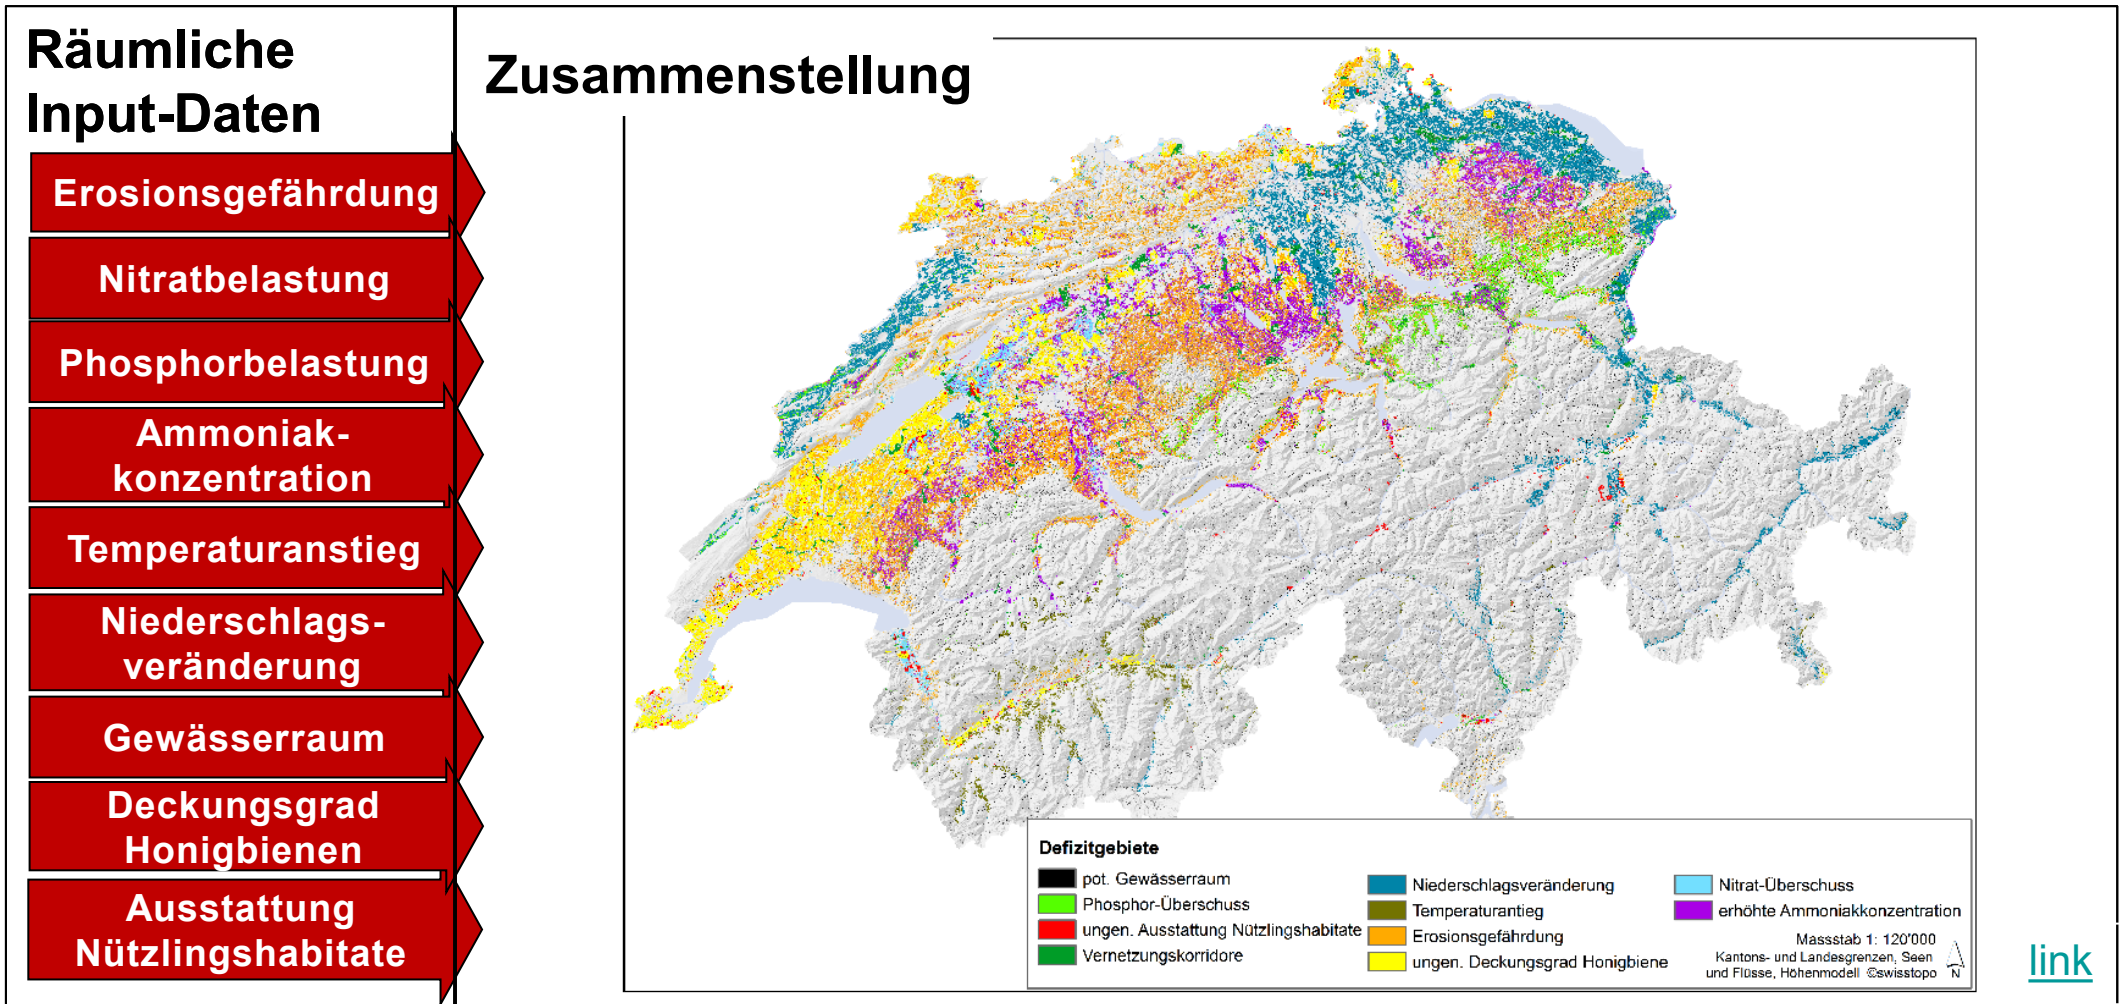 Räumliche
Input-Daten
Erosionsgefährdung
Nitratbelastung
Phosphorbelastung
Ammoniak-
konzentration
Temperaturanstieg
Niederschlags-
veränderung
Gewässerraum
Deckungsgrad
Honigbienen
Ausstattung
Nützlingshabitate
Zusammenstellung
Defizitgebiete
pot. Gewässerraum
Phosphor-Überschuss
ungen. Ausstattung Nützlingshabitate
Vernetzungskorridore
Niederschlagsveränderung
Temperaturantieg
Erosionsgefährdung
ungen. Deckungsgrad Honigbiene
Nitrat-Überschuss
erhöhte Ammoniakkonzentration
Massstab 1: 120'000
Kantons- und Landesgrenzen, Seen
und Flüsse, Höhenmodell ©swisstopo
N
link